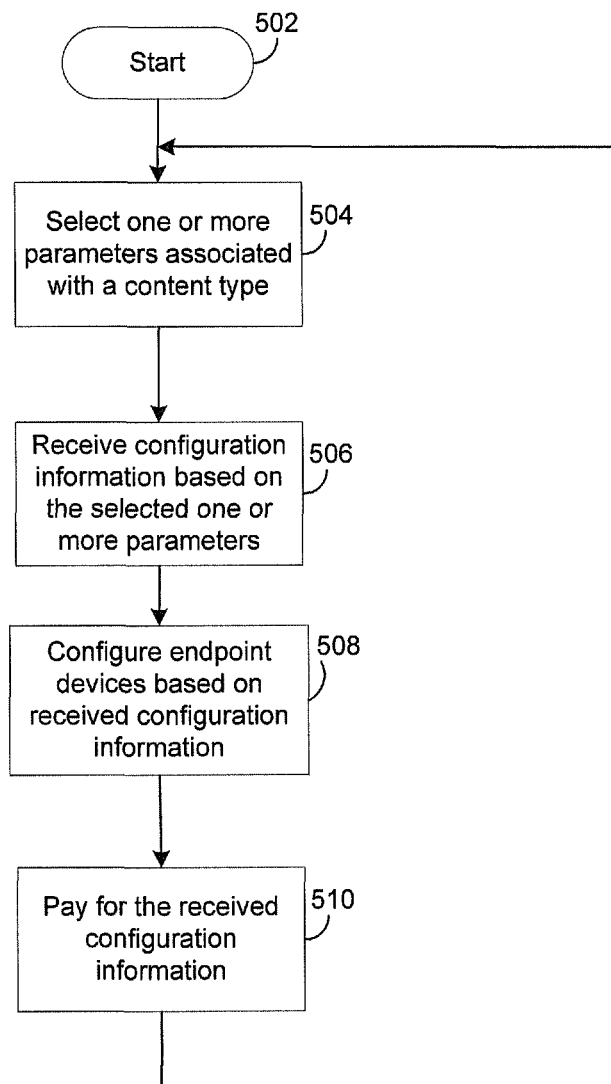 502
Start
504
Select one or more
parameters associated
with a content type
506
Receive configuration
information based on
the selected one or
more parameters
508
Configure endpoint
devices based on
received configuration
information
510
Pay for the received
configuration
information